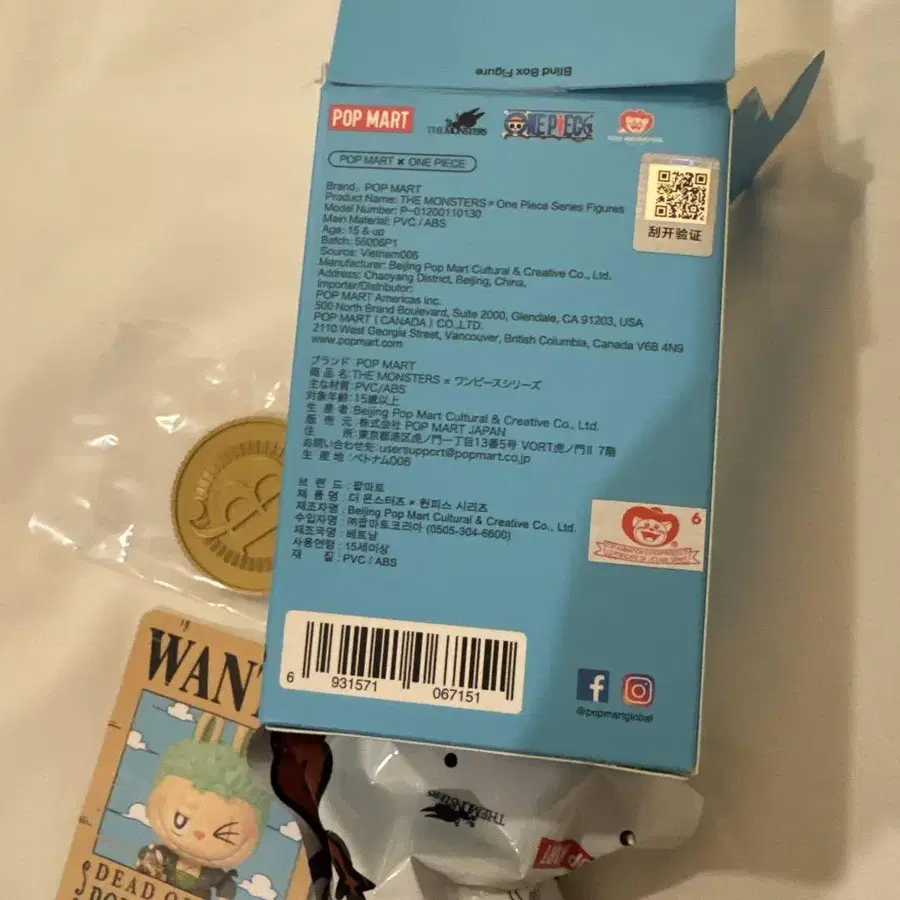 Blind Box Figure
POP MART
THE MONSTERS
ONE PIECE
POP MART × ONE PIECE
Brand: POP MART
Product Name: THE MONSTERS × One Piece Series Figures
Model Number: P-01200110130
Main Material: PVC / ABS
Age: 15 & up
Batch: 56006P1
Source: Vietnam006
Manufacturer: Beijing Pop Mart Cultural & Creative Co., Ltd.
Address: Chaoyang District, Beijing, China.
Importer/Distributor:
POP MART Americas Inc.
500 North Brand Boulevard, Suite 2000, Glendale, CA 91203, USA
POP MART ( CANADA ) CO.,LTD.
2110 West Georgia Street, Vancouver, British Columbia, Canada V6B 4N9
www.popmart.com
刮开验证
ブランド : POP MART
商品名 : THE MONSTERS × ワンピースシリーズ
主な材質 : PVC/ABS
対象年齢 : 15歳以上
生産者 : Beijing Pop Mart Cultural & Creative Co., Ltd.
販売元 : 株式会社 POP MART JAPAN
住所 : 東京都港区虎ノ門一丁目13番5号 VORT虎ノ門II 7階
お問い合わせ先 : usersupport@popmart.co.jp
生産地 : ベトナム006
브랜드 : 팝마트
제품명 : 더 몬스터즈 × 원피스 시리즈
제조자명 : Beijing Pop Mart Cultural & Creative Co., Ltd.
수입자명 : ㈜팝마트코리아 (0505-304-6600)
제조국명 : 베트남
사용연령 : 15세이상
재질 : PVC / ABS
6
6 931571 067151
@popmartglobal
WAN
DEAD O
THE MONSTERS
POP MART